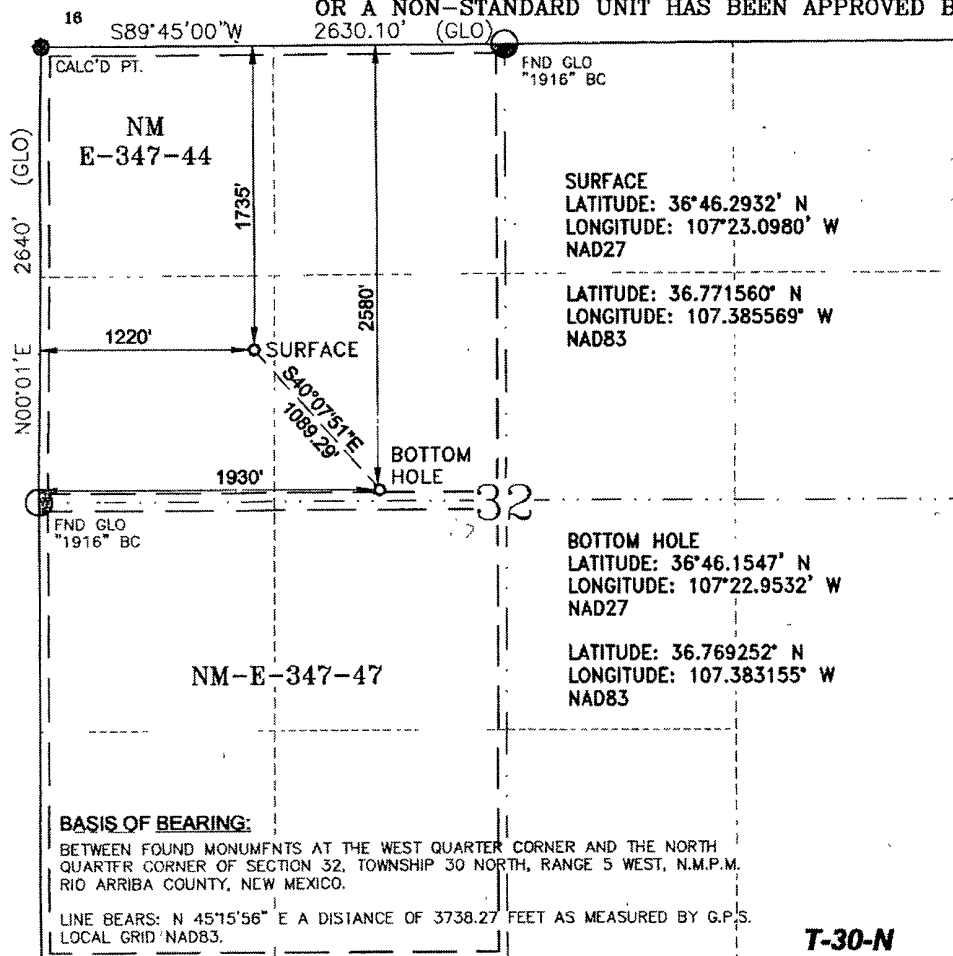 OR A NON-STANDARD UNIT HAS BEEN APPROVED B
16
S89°45'00"W 2630.10' (GLO)
CALC'D PT.
FND GLO
"1916" BC
NM
E-347-44
N00°01'E 2640' (GLO)
1735'
2580'
SURFACE
LATITUDE: 36°46.2932' N
LONGITUDE: 107°23.0980' W
NAD27
LATITUDE: 36.771560° N
LONGITUDE: 107.385569° W
NAD83
1220'
SURFACE
S40°07'51"E
1089.29'
BOTTOM
HOLE
1930'
32
FND GLO
"1916" BC
BOTTOM HOLE
LATITUDE: 36°46.1547' N
LONGITUDE: 107°22.9532' W
NAD27
LATITUDE: 36.769252° N
LONGITUDE: 107.383155° W
NAD83
NM-E-347-47
BASIS OF BEARING:
BETWEEN FOUND MONUMENTS AT THE WEST QUARTER CORNER AND THE NORTH
QUARTER CORNER OF SECTION 32, TOWNSHIP 30 NORTH, RANGE 5 WEST, N.M.P.M.
RIO ARRIBA COUNTY, NEW MEXICO.
LINE BEARS: N 45°15'56" E A DISTANCE OF 3738.27 FEET AS MEASURED BY G.P.S.
LOCAL GRID NAD83.
T-30-N